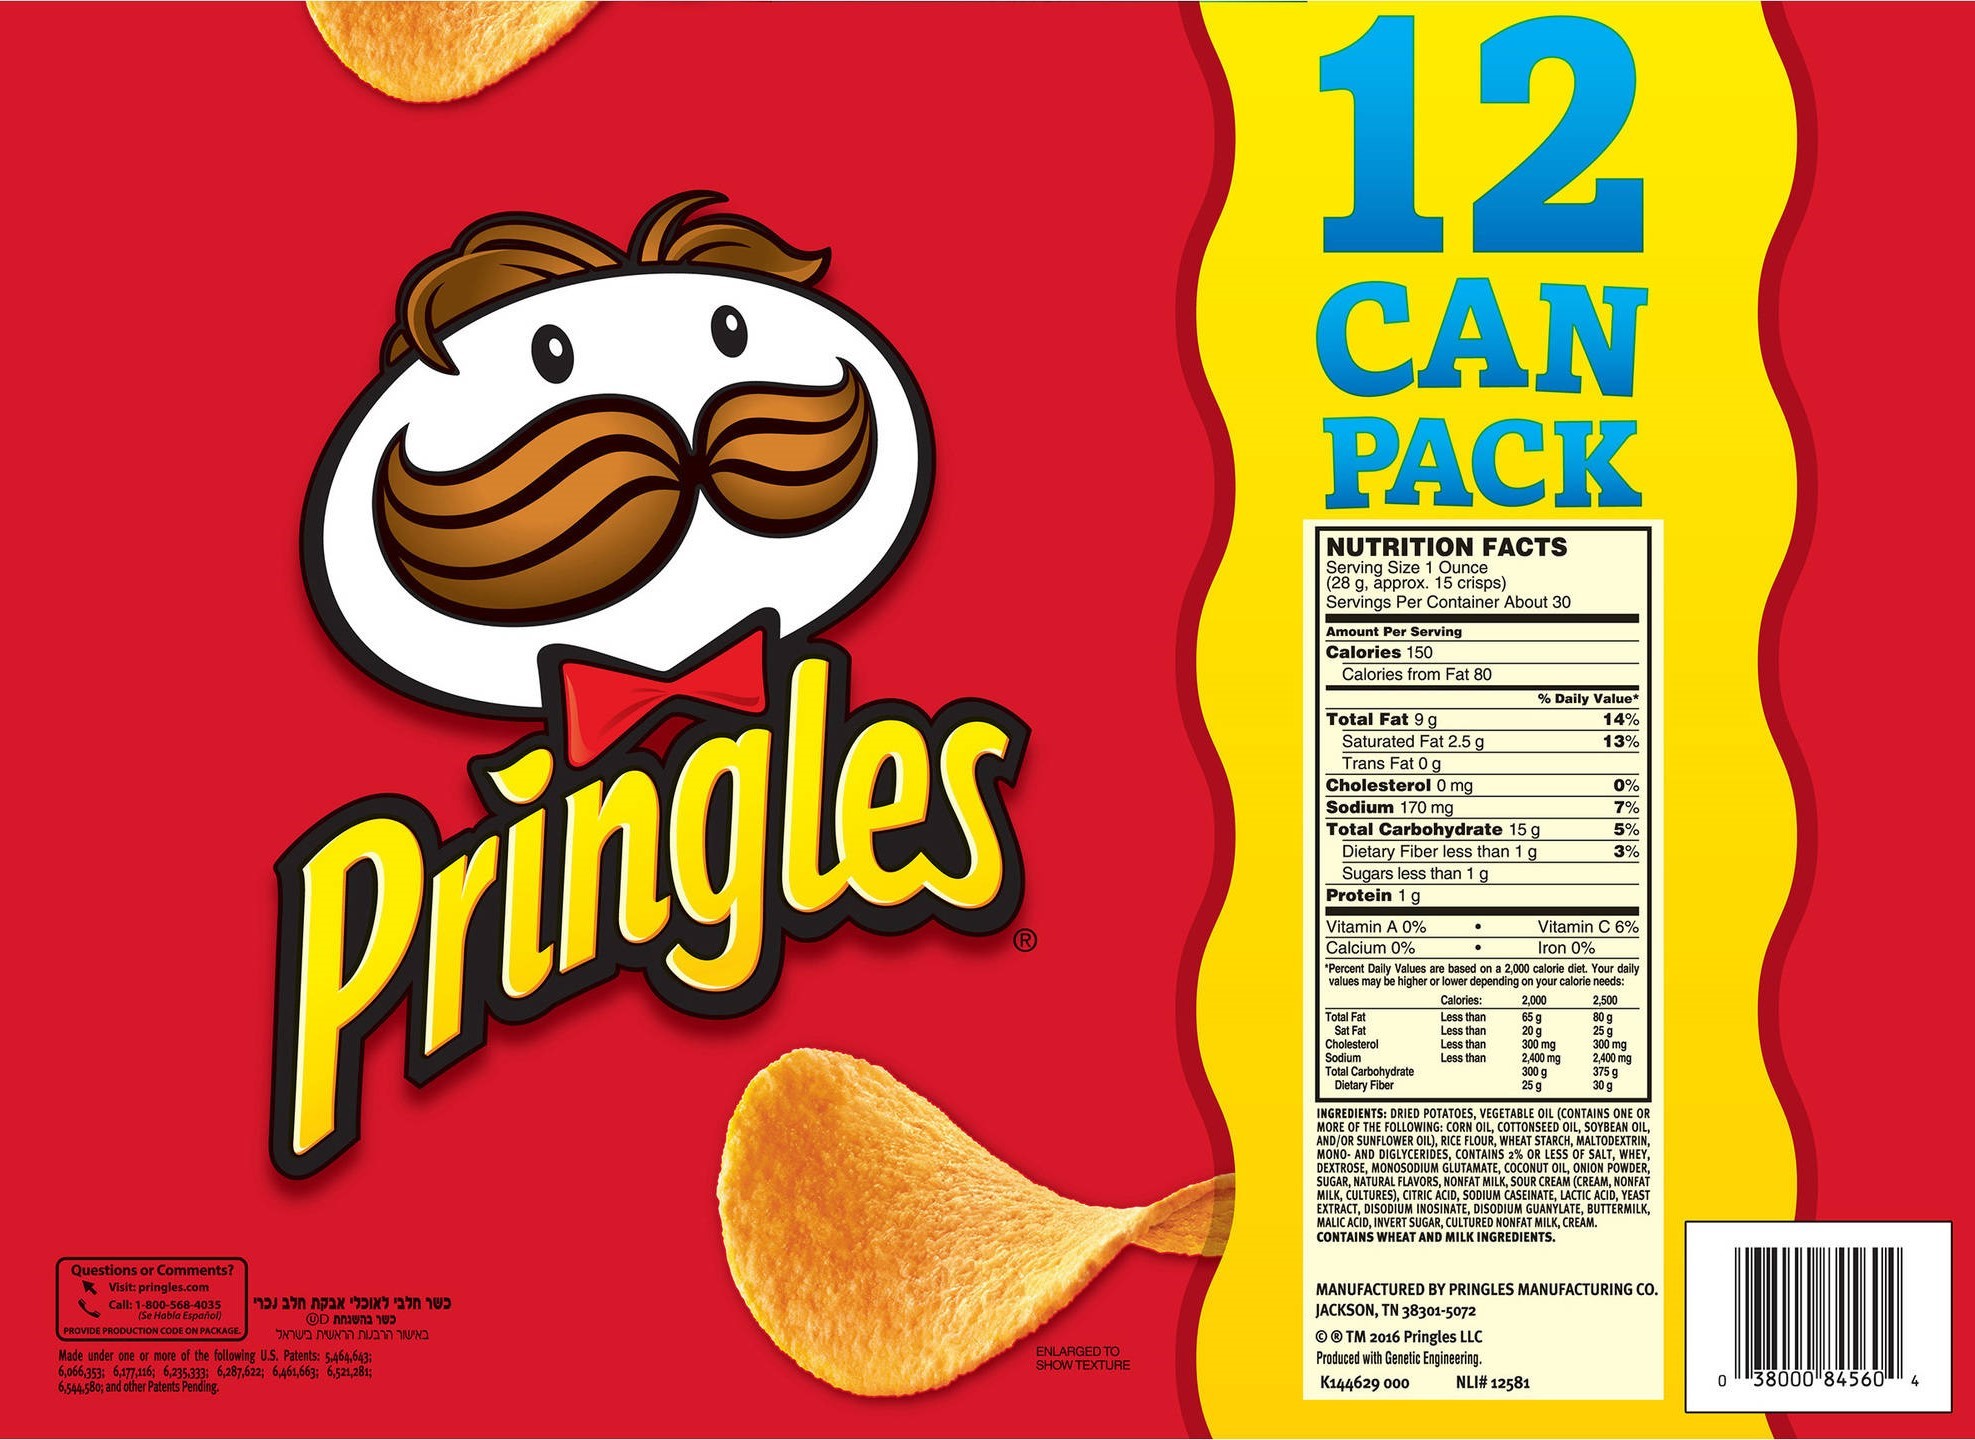 12
CAN
PACK
Pringles®
NUTRITION FACTS
Serving Size 1 Ounce
(28 g, approx. 15 crisps)
Servings Per Container About 30
Amount Per Serving
Calories 150
Calories from Fat 80
% Daily Value*
Total Fat 9 g 14%
Saturated Fat 2.5 g 13%
Trans Fat 0 g
Cholesterol 0 mg 0%
Sodium 170 mg 7%
Total Carbohydrate 15 g 5%
Dietary Fiber less than 1 g 3%
Sugars less than 1 g
Protein 1 g
Vitamin A 0% • Vitamin C 6%
Calcium 0% • Iron 0%
*Percent Daily Values are based on a 2,000 calorie diet. Your daily
values may be higher or lower depending on your calorie needs:
Calories: 2,000 2,500
Total Fat Less than 65 g 80 g
Sat Fat Less than 20 g 25 g
Cholesterol Less than 300 mg 300 mg
Sodium Less than 2,400 mg 2,400 mg
Total Carbohydrate 300 g 375 g
Dietary Fiber 25 g 30 g
INGREDIENTS: DRIED POTATOES, VEGETABLE OIL (CONTAINS ONE OR
MORE OF THE FOLLOWING: CORN OIL, COTTONSEED OIL, SOYBEAN OIL,
AND/OR SUNFLOWER OIL), RICE FLOUR, WHEAT STARCH, MALTODEXTRIN,
MONO- AND DIGLYCERIDES, CONTAINS 2% OR LESS OF SALT, WHEY,
DEXTROSE, MONOSODIUM GLUTAMATE, COCONUT OIL, ONION POWDER,
SUGAR, NATURAL FLAVORS, NONFAT MILK, SOUR CREAM (CREAM, NONFAT
MILK, CULTURES), CITRIC ACID, SODIUM CASEINATE, LACTIC ACID, YEAST
EXTRACT, DISODIUM INOSINATE, DISODIUM GUANYLATE, BUTTERMILK,
MALIC ACID, INVERT SUGAR, CULTURED NONFAT MILK, CREAM.
CONTAINS WHEAT AND MILK INGREDIENTS.
MANUFACTURED BY PRINGLES MANUFACTURING CO.
JACKSON, TN 38301-5072
© ® TM 2016 Pringles LLC
Produced with Genetic Engineering.
K144629 000 NLI# 12581
Questions or Comments?
Visit: pringles.com
Call: 1-800-568-4035
(Se Habla Español)
PROVIDE PRODUCTION CODE ON PACKAGE.
כשר חלבי לאוכלי אבקת חלב נכרי
כשר בהשגחת ⓊD
באישור הרבנות הראשית בישראל
Made under one or more of the following U.S. Patents: 5,464,643;
6,066,353; 6,177,116; 6,235,333; 6,287,622; 6,461,663; 6,521,281;
6,544,580; and other Patents Pending.
ENLARGED TO
SHOW TEXTURE
0 38000 84560 4